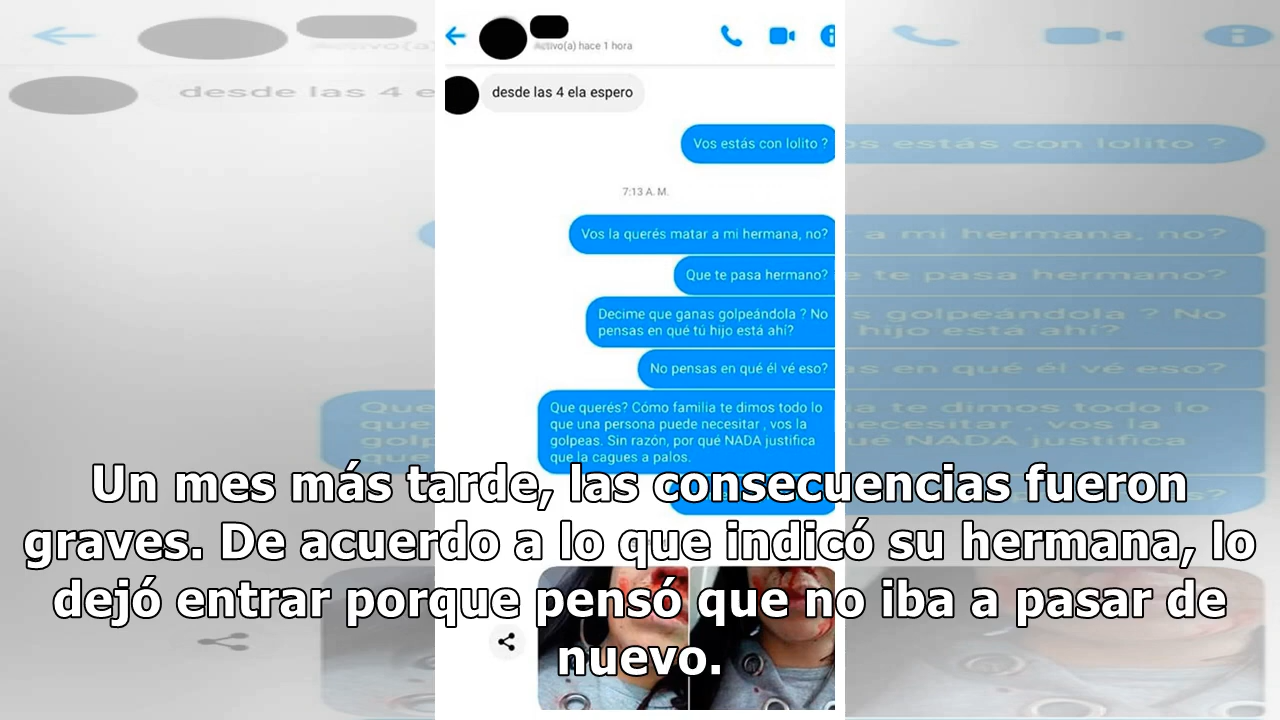 Activo(a) hace 1 hora
desde las 4 ela espero
Vos estás con lolito ?
7:13 A. M.
Vos la querés matar a mi hermana, no?
Que te pasa hermano?
Decime que ganas golpeándola ? No
pensas en qué tú hijo está ahí?
No pensas en qué él vé eso?
Que querés? Cómo familia te dimos todo lo
que una persona puede necesitar , vos la
golpeas. Sin razón, por qué NADA justifica
que la cagues a palos.
Un mes más tarde, las consecuencias fueron
graves. De acuerdo a lo que indicó su hermana, lo
dejó entrar porque pensó que no iba a pasar de
nuevo.